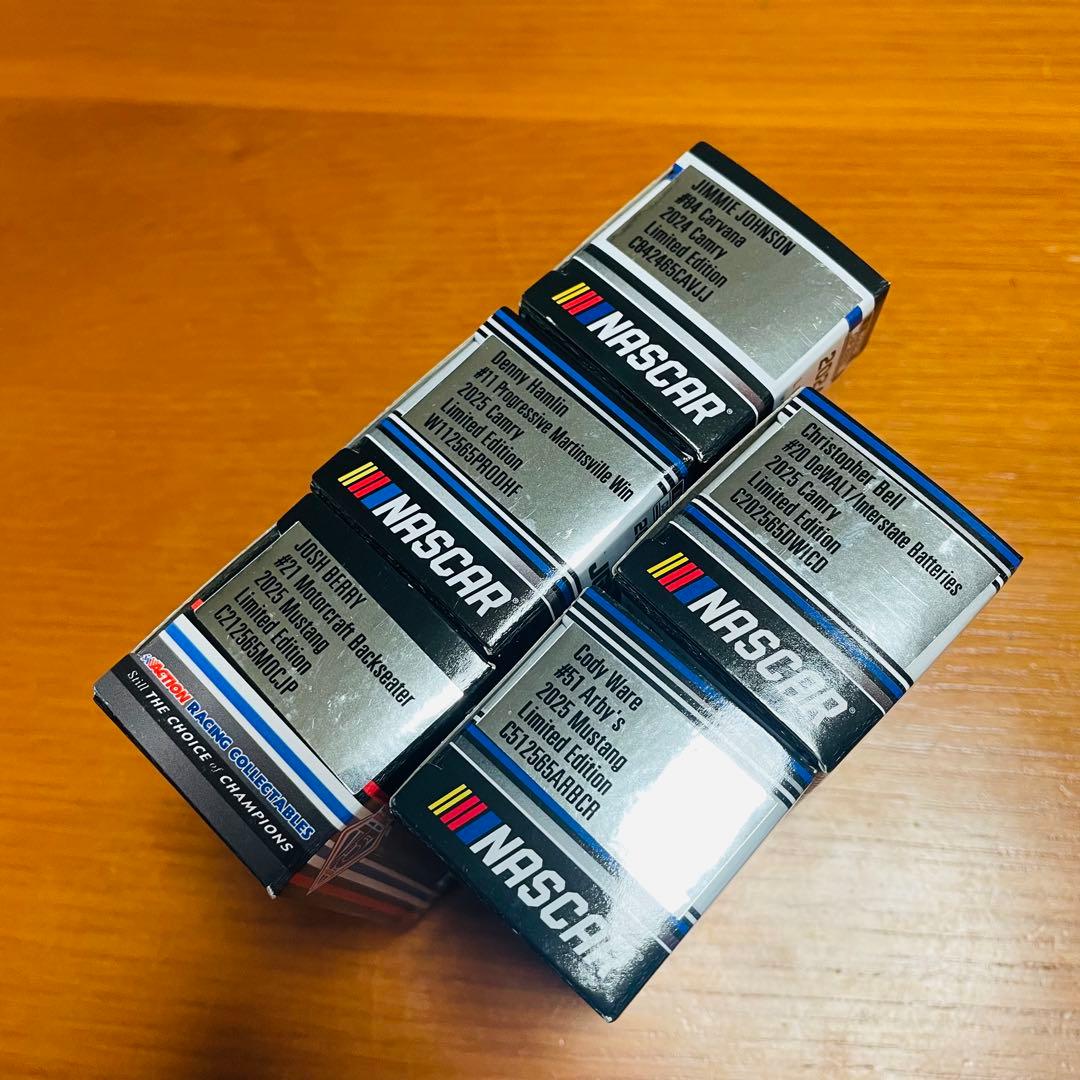 JIMMIE JOHNSON
#84 Carvana
2024 Camry
Limited Edition
C842465CAVJJ
NASCAR
Denny Hamlin
#11 Progressive Martinsville Win
2025 Camry
Limited Edition
W112565PRODHF
NASCAR
Christopher Bell
#20 DeWALT/Interstate Batteries
2025 Camry
Limited Edition
C202565DWICD
NASCAR
JOSH BERRY
#21 Motorcraft Backseater
2025 Mustang
Limited Edition
C212565MOCJP
ACTION RACING COLLECTABLES
Still THE CHOICE of CHAMPIONS
Cody Ware
#51 Arby's
2025 Mustang
Limited Edition
C512565ARBCR
NASCAR